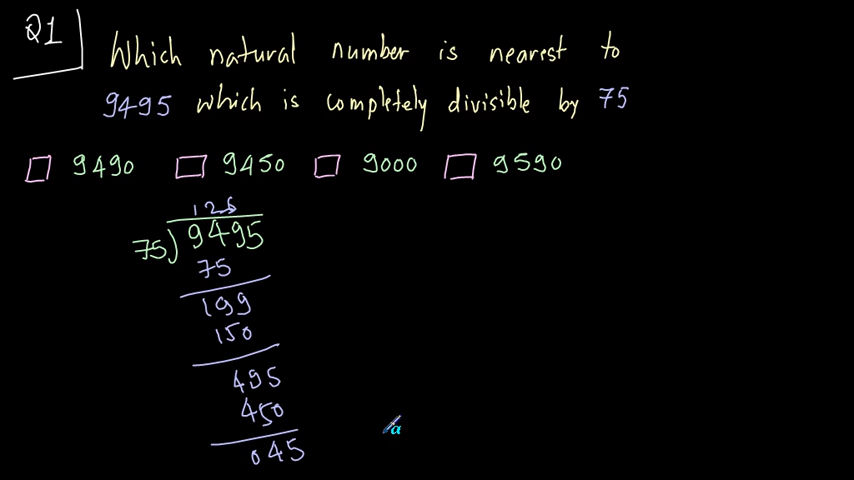 Q1
Which natural number is nearest to
9495 which is completely divisible by 75
9490 9450 9000 9590
126
75) 9495
75
199
150
495
450
045